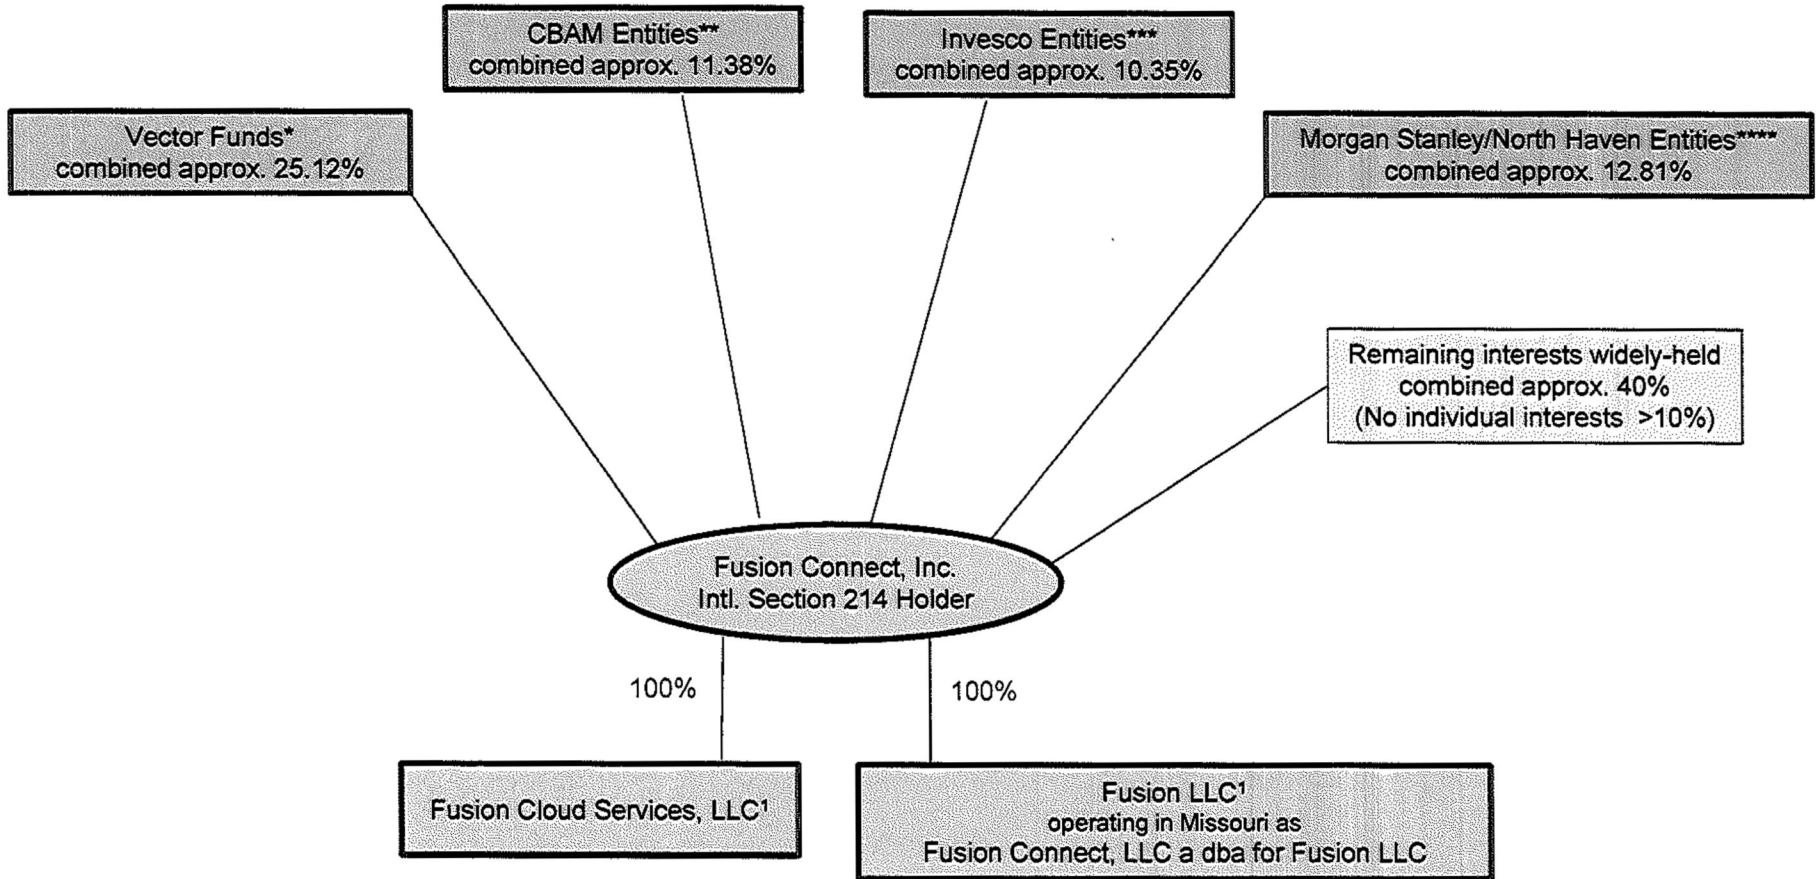 CBAM Entities**
combined approx. 11.38%
Invesco Entities***
combined approx. 10.35%
Vector Funds*
combined approx. 25.12%
Morgan Stanley/North Haven Entities****
combined approx. 12.81%
Remaining interests widely-held
combined approx. 40%
(No individual interests >10%)
Fusion Connect, Inc.
Intl. Section 214 Holder
100%
100%
Fusion Cloud Services, LLC¹
Fusion LLC¹
operating in Missouri as
Fusion Connect, LLC a dba for Fusion LLC